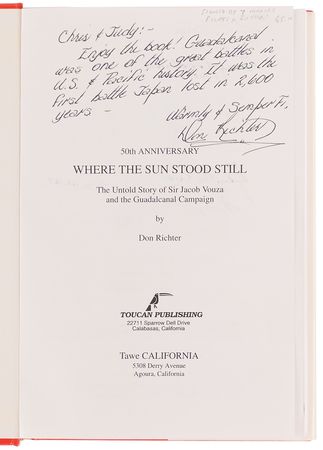 Chris & Judy:-
Enjoy the book! Guadalcanal
was one of the great battles in
U.S. & Pacific history; It was the
first battle Japan lost in 2,600
years -
Warmly & Semper Fi,
Don Richter
50th ANNIVERSARY
WHERE THE SUN STOOD STILL
The Untold Story of Sir Jacob Vouza
and the Guadalcanal Campaign
by
Don Richter
TOUCAN PUBLISHING
22711 Sparrow Dell Drive
Calabasas, California
Tawe CALIFORNIA
5308 Derry Avenue
Agoura, California